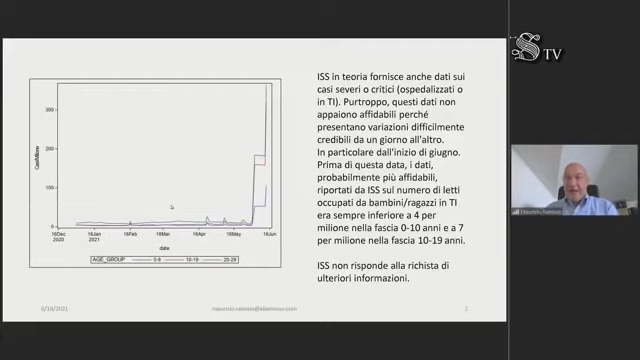 ISS in teoria fornisce anche dati sui
casi severi o critici (ospedalizzati o
in TI). Purtroppo, questi dati non
appaiono affidabili perché
presentano variazioni difficilmente
credibili da un giorno all'altro.
In particolare dall'inizio di giugno.
Prima di questa data, i dati,
probabilmente più affidabili,
riportati da ISS sul numero di letti
occupati da bambini/ragazzi in TI
era sempre inferiore a 4 per
milione nella fascia 0-10 anni e a 7
per milione nella fascia 10-19 anni.
ISS non risponde alla richista di
ulteriori informazioni.
300
200
100
0
16Dec 16Jan 16Feb 16Mar 16Apr 16May 16Jun
2020 2021
date
AGE_GROUP 0-9 10-19 20-29
6/16/2021
2
S TV